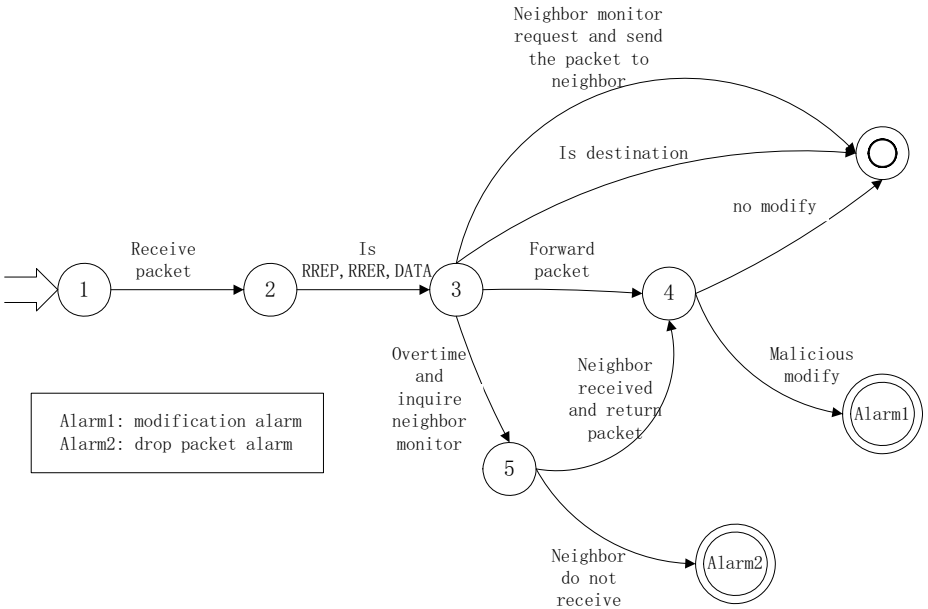 Neighbor monitor
request and send
the packet to
neighbor
Is destination
no modify
Receive
packet
Is
RREP,RRER,DATA
Forward
packet
1
2
3
4
Overtime
and
inquire
neighbor
monitor
Neighbor
received
and return
packet
Malicious
modify
Alarm1
Alarm1: modification alarm
Alarm2: drop packet alarm
5
Neighbor
do not
receive
Alarm2